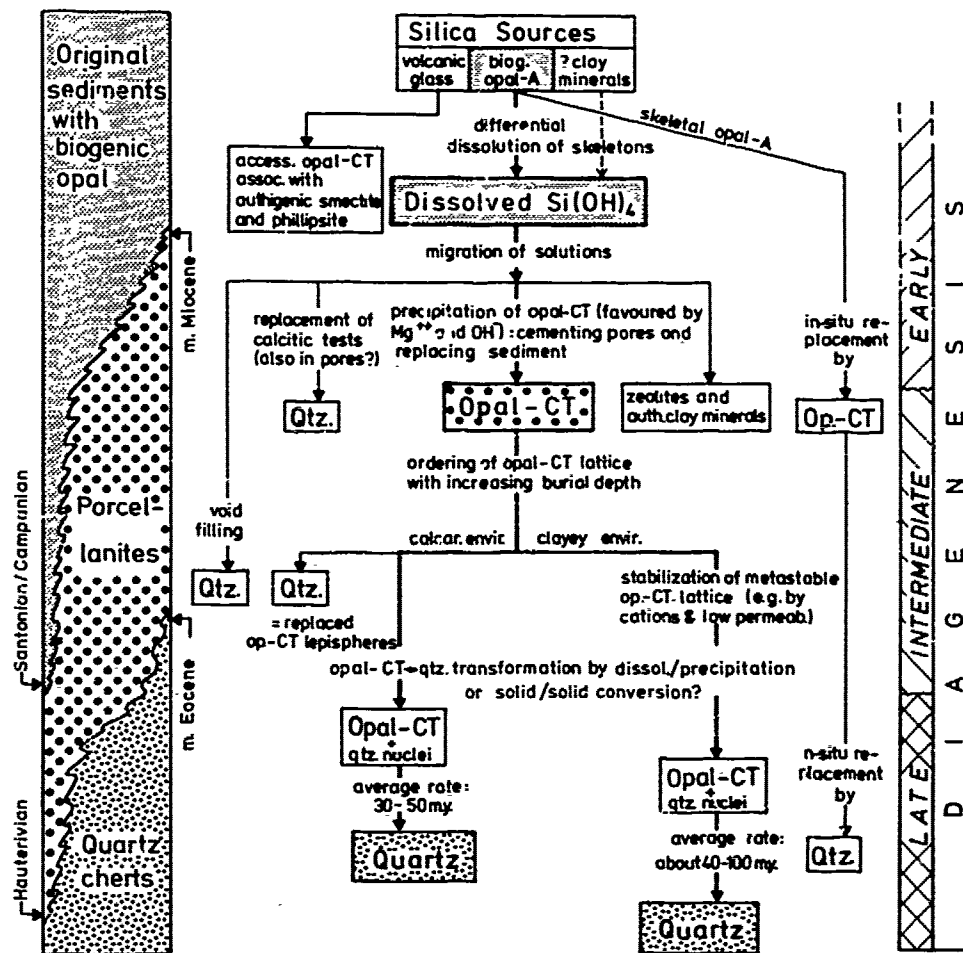 Original
sediments
with
biogenic
opal
Porcel-
lanites
Quartz
cherts
Santonian/Campanian
Hauterivian
m. Miocene
m. Eocene
Silica Sources
volcanic
glass
biog.
opal-A
? clay
minerals
skeletal opal-A
differential
dissolution of skeletons
access. opal-CT
assoc. with
authigenic smectite
and phillipsite
Dissolved Si(OH)₄
migration of solutions
replacement of
calcitic tests
(also in pores?)
precipitation of opal-CT (favoured by
Mg⁺⁺ and OH⁻): cementing pores and
replacing sediment
in-situ re-
placement
by
Qtz.
Opal-CT
zeolites and
auth. clay minerals
Op.-CT
ordering of opal-CT lattice
with increasing burial depth
void
filling
calcar. envir.
clayey envir.
Qtz.
Qtz.
= replaced
op-CT lepispheres
stabilization of metastable
op.-CT. lattice (e.g. by
cations & low permeab.)
opal-CT→qtz. transformation by dissol./precipitation
or solid/solid conversion?
Opal-CT
+
qtz. nuclei
average rate:
30-50 my.
Quartz
Opal-CT
+
qtz. nuclei
average rate:
about 40-100 my.
Quartz
n-situ re-
placement
by
Qtz.
EARLY
INTERMEDIATE
LATE
DIAGENESIS